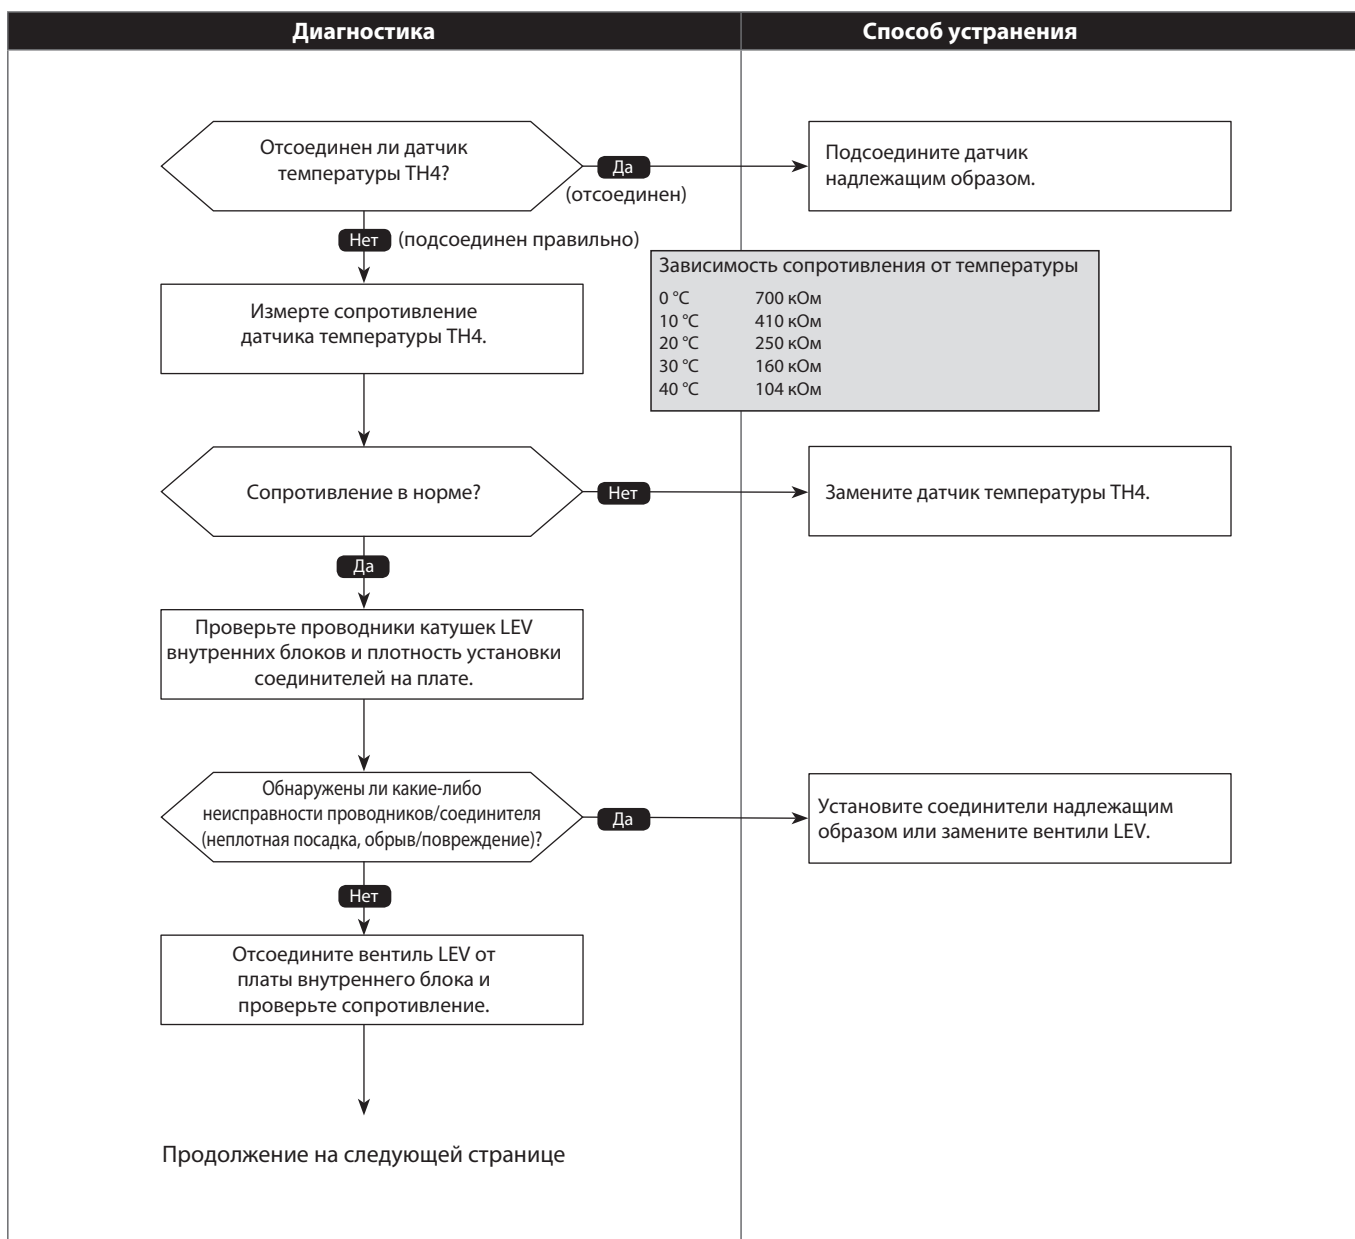 Диагностика
Способ устранения
Отсоединен ли датчик
температуры TH4?
Да
(отсоединен)
Подсоедините датчик
надлежащим образом.
Нет
(подсоединен правильно)
Зависимость сопротивления от температуры
0 °C 700 кОм
10 °C 410 кОм
20 °C 250 кОм
30 °C 160 кОм
40 °C 104 кОм
Измерте сопротивление
датчика температуры TH4.
Сопротивление в норме?
Нет
Замените датчик температуры TH4.
Да
Проверьте проводники катушек LEV
внутренних блоков и плотность установки
соединителей на плате.
Обнаружены ли какие-либо
неисправности проводников/соединителя
(неплотная посадка, обрыв/повреждение)?
Да
Установите соединители надлежащим
образом или замените вентили LEV.
Нет
Отсоедините вентиль LEV от
платы внутреннего блока и
проверьте сопротивление.
Продолжение на следующей странице